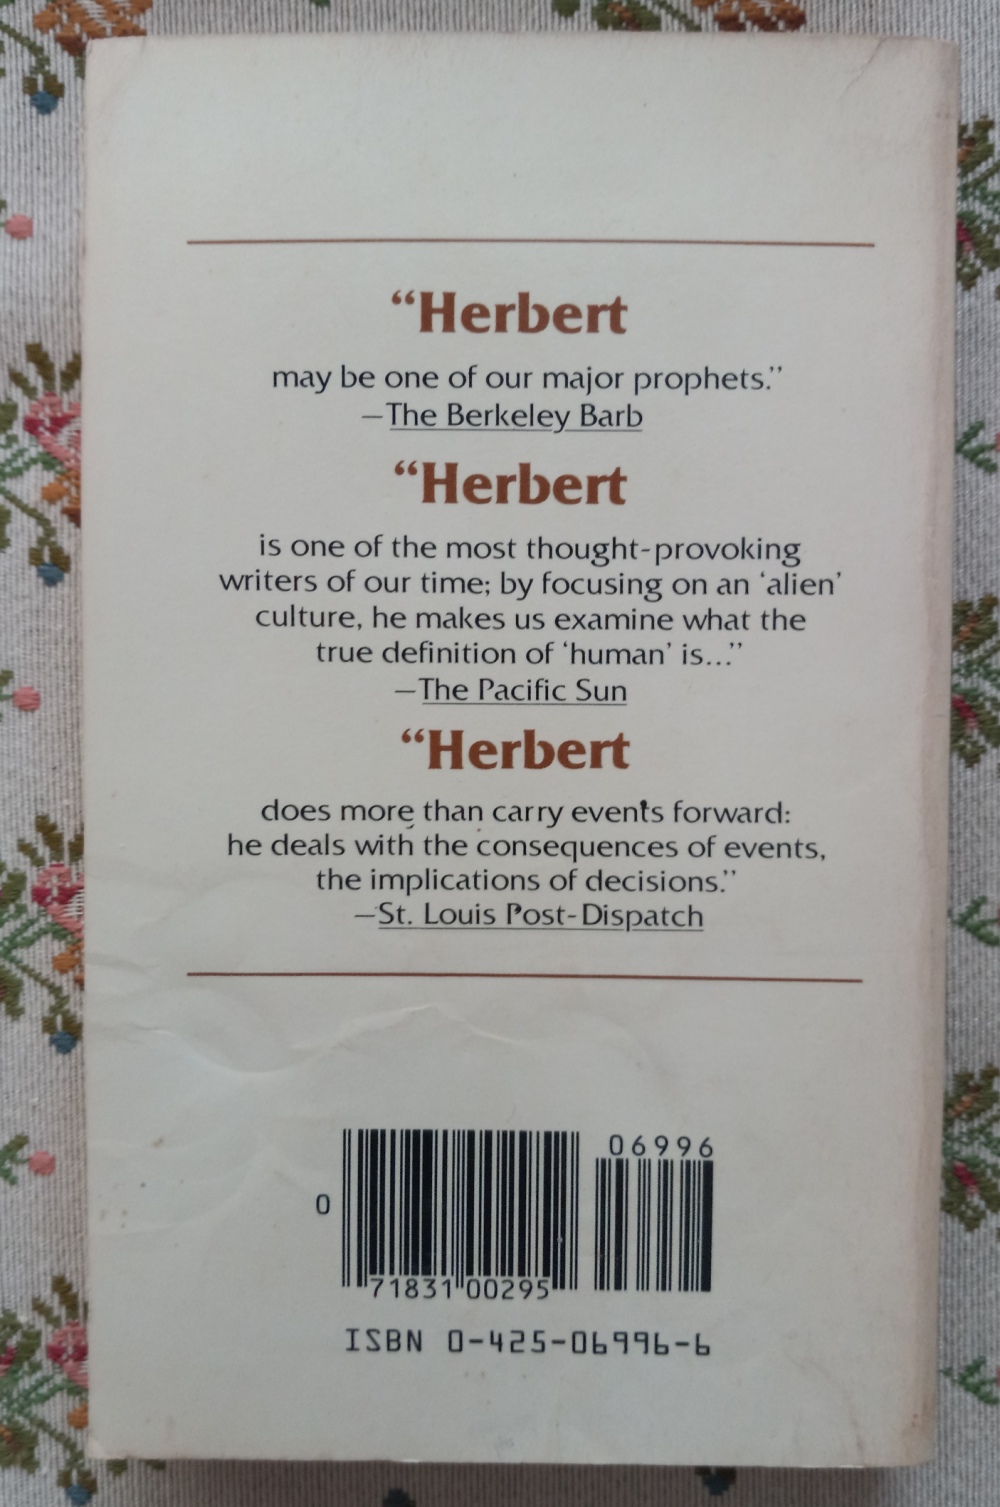 “Herbert
may be one of our major prophets.”
—The Berkeley Barb
“Herbert
is one of the most thought-provoking
writers of our time; by focusing on an ‘alien’
culture, he makes us examine what the
true definition of ‘human’ is...”
—The Pacific Sun
“Herbert
does more than carry events forward:
he deals with the consequences of events,
the implications of decisions.”
—St. Louis Post-Dispatch
06996
0
71831 00295
ISBN 0-425-06996-6